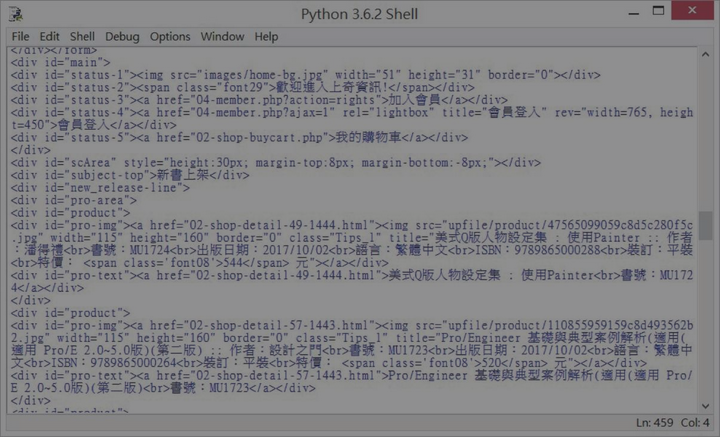 Python 3.6.2 Shell
File Edit Shell Debug Options Window Help
</div></form>
<div id="main">
<div id="status-1"><img src="images/home-bg.jpg" width="51" height="31" border="0"></div>
<div id="status-2"><span class="font29">歡迎進入上奇資訊!</span></div>
<div id="status-3"><a href="04-member.php?action=rights">加入會員</a></div>
<div id="status-4"><a href="04-member.php?ajax=1" rel="lightbox" title="會員登入" rev="width=765, heigh
t=450">會員登入</a></div>
<div id="status-5"><a href="02-shop-buycart.php">我的購物車</a></div>
</div>
<div id="scArea" style="height:30px; margin-top:8px; margin-bottom:-8px;"></div>
<div id="subject-top">新書上架</div>
<div id="new_release-line">
<div id="pro-area">
<div id="product">
<div id="pro-img"><a href="02-shop-detail-49-1444.html"><img src="upfile/product/47565099059c8d5c280f5c
.jpg" width="115" height="160" border="0" class="Tips_1" title="美式Q版人物設定集 : 使用Painter :: 作者
：潘得禮<br>書號：MU1724<br>出版日期：2017/10/02<br>語言：繁體中文<br>ISBN：9789865000288<br>裝訂：平裝
<br>特價： <span class='font08'>544</span> 元"></a></div>
<div id="pro-text"><a href="02-shop-detail-49-1444.html">美式Q版人物設定集 : 使用Painter<br>書號：MU172
4</a></div>
</div>
<div id="product">
<div id="pro-img"><a href="02-shop-detail-57-1443.html"><img src="upfile/product/110855959159c8d493562b
2.jpg" width="115" height="160" border="0" class="Tips_1" title="Pro/Engineer 基礎與典型案例解析(適用(
適用 Pro/E 2.0~5.0版)(第二版) :: 作者：設計之門<br>書號：MU1723<br>出版日期：2017/10/02<br>語言：繁體中
文<br>ISBN：9789865000264<br>裝訂：平裝<br>特價： <span class='font08'>520</span> 元"></a></div>
<div id="pro-text"><a href="02-shop-detail-57-1443.html">Pro/Engineer 基礎與典型案例解析(適用(適用 Pro/
E 2.0~5.0版)(第二版)<br>書號：MU1723</a></div>
</div>
<div id="product">
Ln: 459 Col: 4